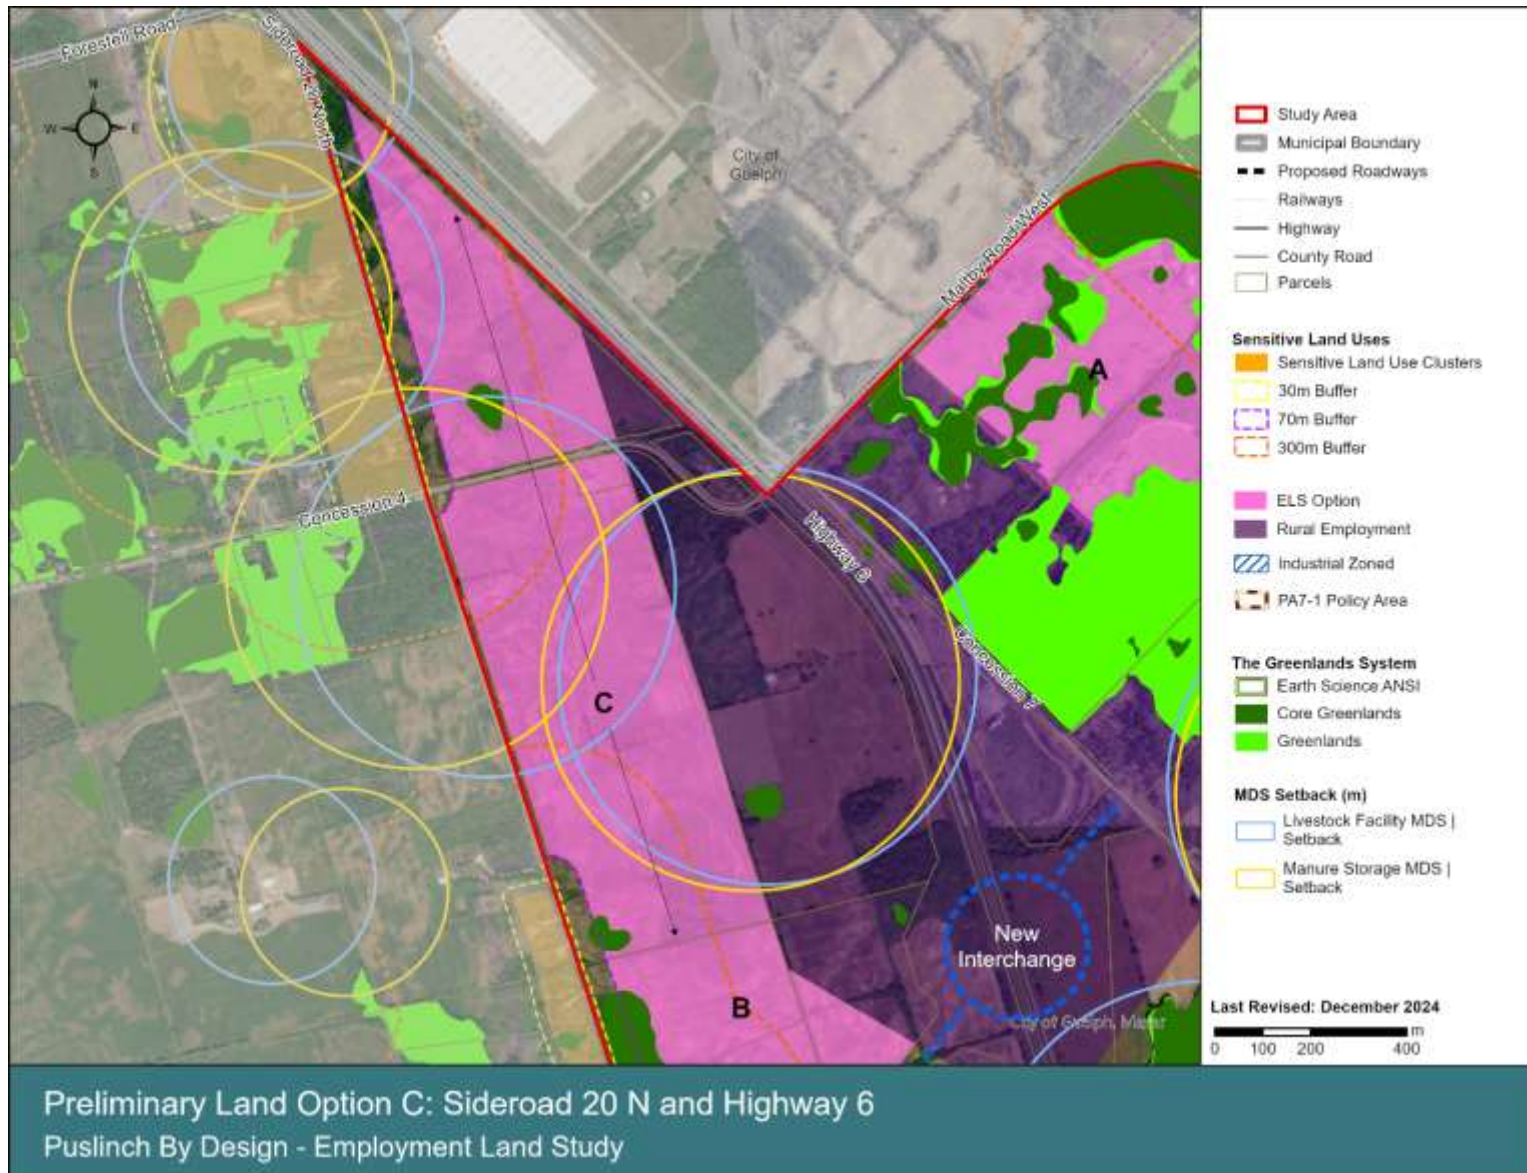 Forestell Road
Sideroad 20 North
N
W
E
S
City of
Guelph
Maltby Road West
A
Concession 4
Highway 6
Concession 7
C
B
New
Interchange
City of Guelph, Maxar
Study Area
Municipal Boundary
Proposed Roadways
Railways
Highway
County Road
Parcels
Sensitive Land Uses
Sensitive Land Use Clusters
30m Buffer
70m Buffer
300m Buffer
ELS Option
Rural Employment
Industrial Zoned
PA7-1 Policy Area
The Greenlands System
Earth Science ANSI
Core Greenlands
Greenlands
MDS Setback (m)
Livestock Facility MDS |
Setback
Manure Storage MDS |
Setback
Last Revised: December 2024
m
0 100 200 400
Preliminary Land Option C: Sideroad 20 N and Highway 6
Puslinch By Design - Employment Land Study